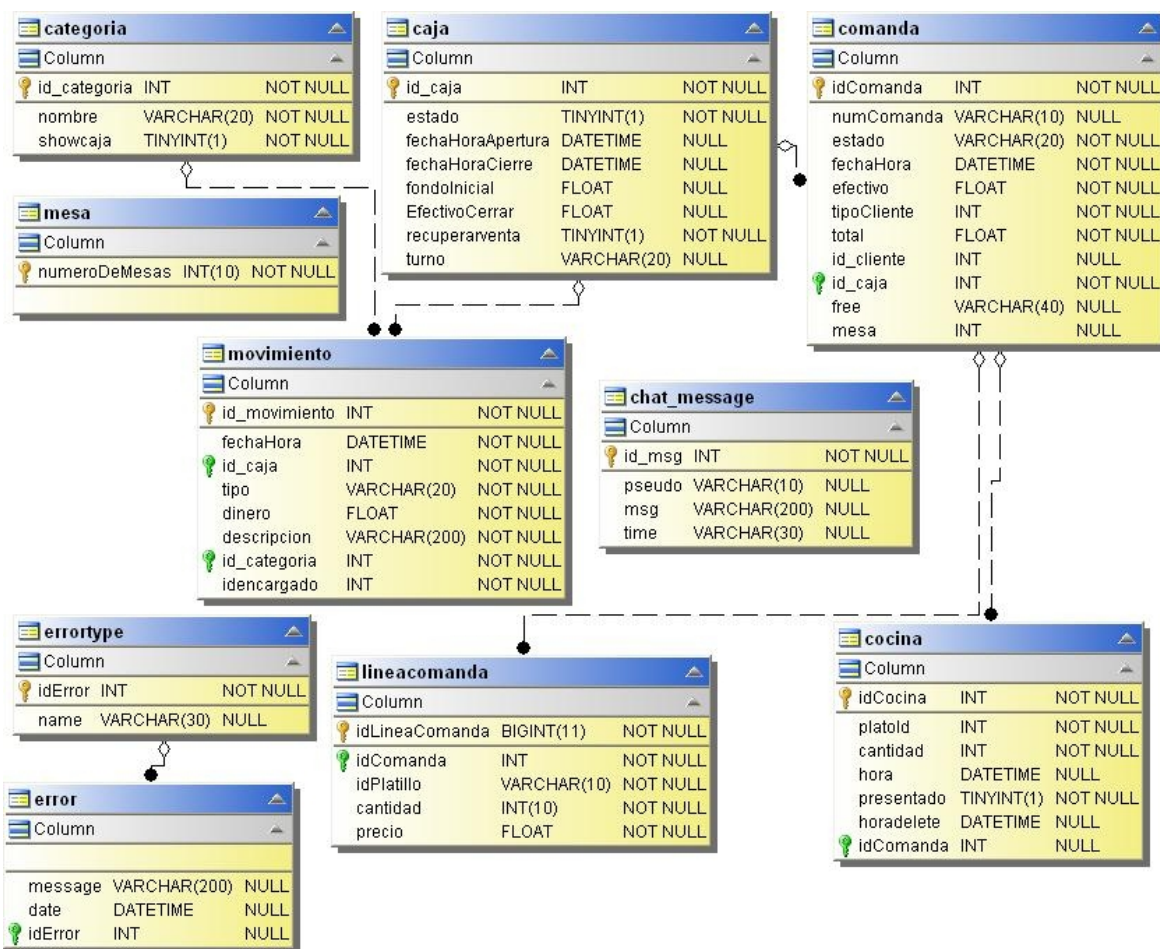 categoria
Column
id_categoria INT NOT NULL
nombre VARCHAR(20) NOT NULL
showcaja TINYINT(1) NOT NULL
caja
Column
id_caja INT NOT NULL
estado TINYINT(1) NOT NULL
fechaHoraApertura DATETIME NULL
fechaHoraCierre DATETIME NULL
fondoInicial FLOAT NULL
EfectivoCerrar FLOAT NULL
recuperarventa TINYINT(1) NOT NULL
turno VARCHAR(20) NULL
comanda
Column
idComanda INT NOT NULL
numComanda VARCHAR(10) NULL
estado VARCHAR(20) NOT NULL
fechaHora DATETIME NOT NULL
efectivo FLOAT NOT NULL
tipoCliente INT NOT NULL
total FLOAT NOT NULL
id_cliente INT NULL
id_caja INT NOT NULL
free VARCHAR(40) NULL
mesa INT NULL
mesa
Column
numeroDeMesas INT(10) NOT NULL
movimiento
Column
id_movimiento INT NOT NULL
fechaHora DATETIME NOT NULL
id_caja INT NOT NULL
tipo VARCHAR(20) NOT NULL
dinero FLOAT NOT NULL
descripcion VARCHAR(200) NOT NULL
id_categoria INT NOT NULL
idencargado INT NOT NULL
chat_message
Column
id_msg INT NOT NULL
pseudo VARCHAR(10) NULL
msg VARCHAR(200) NULL
time VARCHAR(30) NULL
errortype
Column
idError INT NOT NULL
name VARCHAR(30) NULL
lineacomanda
Column
idLineaComanda BIGINT(11) NOT NULL
idComanda INT NOT NULL
idPlatillo VARCHAR(10) NOT NULL
cantidad INT(10) NOT NULL
precio FLOAT NOT NULL
cocina
Column
idCocina INT NOT NULL
platoId INT NOT NULL
cantidad INT NOT NULL
hora DATETIME NULL
presentado TINYINT(1) NOT NULL
horadelete DATETIME NULL
idComanda INT NULL
error
Column
message VARCHAR(200) NULL
date DATETIME NULL
idError INT NULL